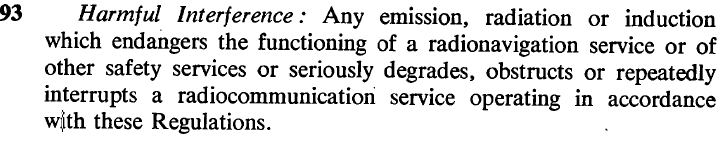 93 Harmful Interference : Any emission, radiation or induction
which endangers the functioning of a radionavigation service or of
other safety services or seriously degrades, obstructs or repeatedly
interrupts a radiocommunication service operating in accordance
with these Regulations.